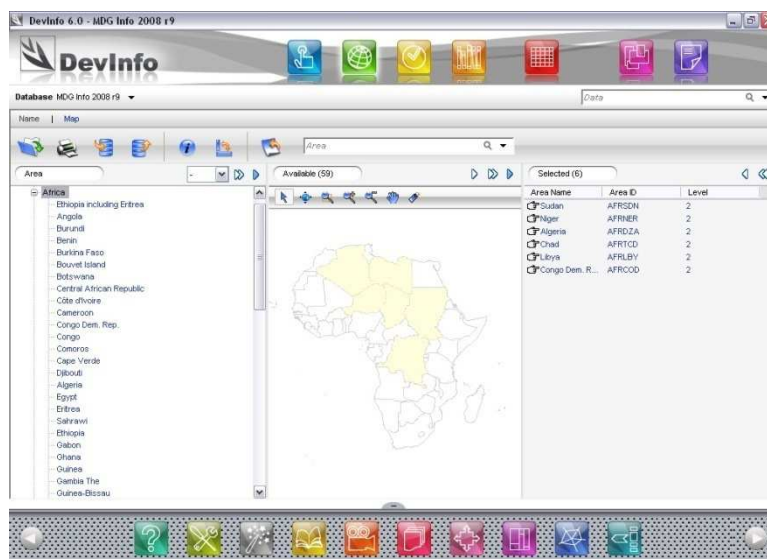 DevInfo 6.0 - MDG Info 2008 r9
DevInfo
Database MDG Info 2008 r9
Data
Name | Map
Area
Area
-
Available (59)
Selected (6)
Africa
Ethiopia including Eritrea
Angola
Burundi
Benin
Burkina Faso
Bouvet Island
Botswana
Central African Republic
Côte d'Ivoire
Cameroon
Congo Dem. Rep.
Congo
Comoros
Cape Verde
Djibouti
Algeria
Egypt
Eritrea
Sahrawi
Ethiopia
Gabon
Ghana
Guinea
Gambia The
Guinea-Bissau
Area Name Area ID Level
Sudan AFRSDN 2
Niger AFRNER 2
Algeria AFRDZA 2
Chad AFRTCD 2
Libya AFRLBY 2
Congo Dem. R... AFRCOD 2